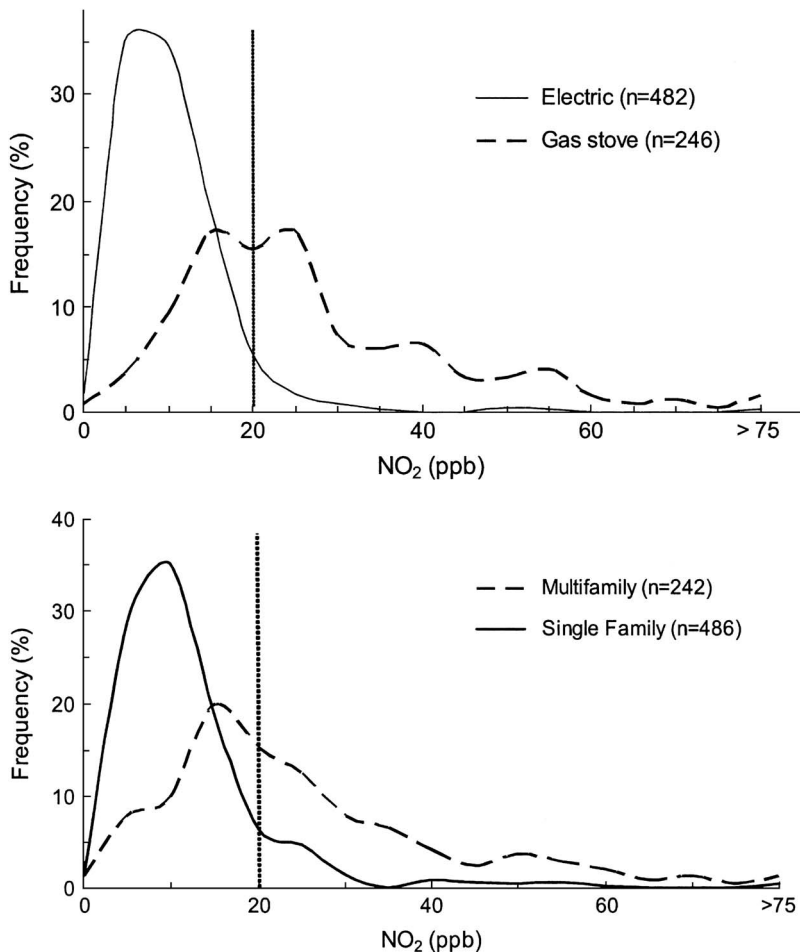 30
20
10
0
Frequency (%)
Electric (n=482)
Gas stove (n=246)
0
20
40
60
> 75
NO₂ (ppb)
40
30
20
10
0
Frequency (%)
Multifamily (n=242)
Single Family (n=486)
0
20
40
60
>75
NO₂ (ppb)